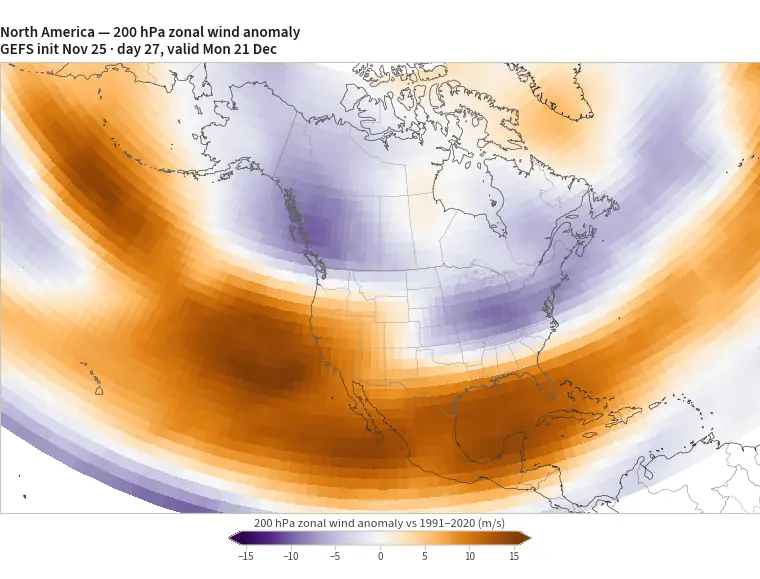 North America — 200 hPa zonal wind anomaly
GEFS init Nov 25 · day 27, valid Mon 21 Dec
200 hPa zonal wind anomaly vs 1991–2020 (m/s)
−15 −10 −5 0 5 10 15